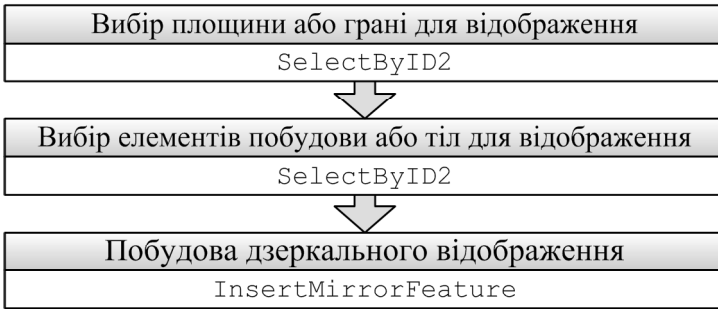 Вибір площини або грані для відображення
SelectByID2
Вибір елементів побудови або тіл для відображення
SelectByID2
Побудова дзеркального відображення
InsertMirrorFeature